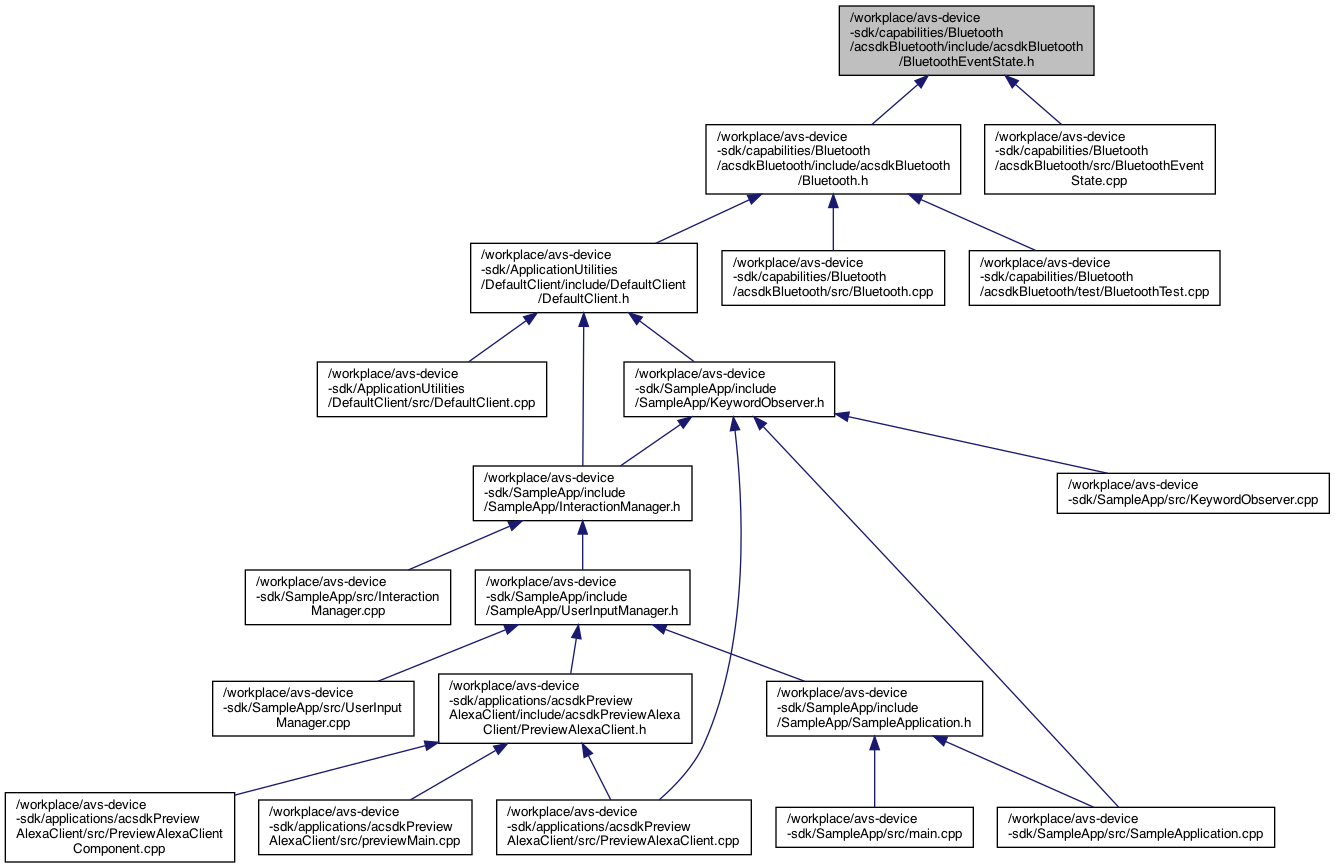 /workplace/avs-device
-sdk/capabilities/Bluetooth
/acsdkBluetooth/include/acsdkBluetooth
/BluetoothEventState.h
/workplace/avs-device
-sdk/capabilities/Bluetooth
/acsdkBluetooth/include/acsdkBluetooth
/Bluetooth.h
/workplace/avs-device
-sdk/capabilities/Bluetooth
/acsdkBluetooth/src/BluetoothEvent
State.cpp
/workplace/avs-device
-sdk/ApplicationUtilities
/DefaultClient/include/DefaultClient
/DefaultClient.h
/workplace/avs-device
-sdk/capabilities/Bluetooth
/acsdkBluetooth/src/Bluetooth.cpp
/workplace/avs-device
-sdk/capabilities/Bluetooth
/acsdkBluetooth/test/BluetoothTest.cpp
/workplace/avs-device
-sdk/ApplicationUtilities
/DefaultClient/src/DefaultClient.cpp
/workplace/avs-device
-sdk/SampleApp/include
/SampleApp/KeywordObserver.h
/workplace/avs-device
-sdk/SampleApp/include
/SampleApp/InteractionManager.h
/workplace/avs-device
-sdk/SampleApp/src/KeywordObserver.cpp
/workplace/avs-device
-sdk/SampleApp/src/Interaction
Manager.cpp
/workplace/avs-device
-sdk/SampleApp/include
/SampleApp/UserInputManager.h
/workplace/avs-device
-sdk/SampleApp/src/UserInput
Manager.cpp
/workplace/avs-device
-sdk/applications/acsdkPreview
AlexaClient/include/acsdkPreviewAlexa
Client/PreviewAlexaClient.h
/workplace/avs-device
-sdk/SampleApp/include
/SampleApp/SampleApplication.h
/workplace/avs-device
-sdk/applications/acsdkPreview
AlexaClient/src/PreviewAlexaClient
Component.cpp
/workplace/avs-device
-sdk/applications/acsdkPreview
AlexaClient/src/previewMain.cpp
/workplace/avs-device
-sdk/applications/acsdkPreview
AlexaClient/src/PreviewAlexaClient.cpp
/workplace/avs-device
-sdk/SampleApp/src/main.cpp
/workplace/avs-device
-sdk/SampleApp/src/SampleApplication.cpp